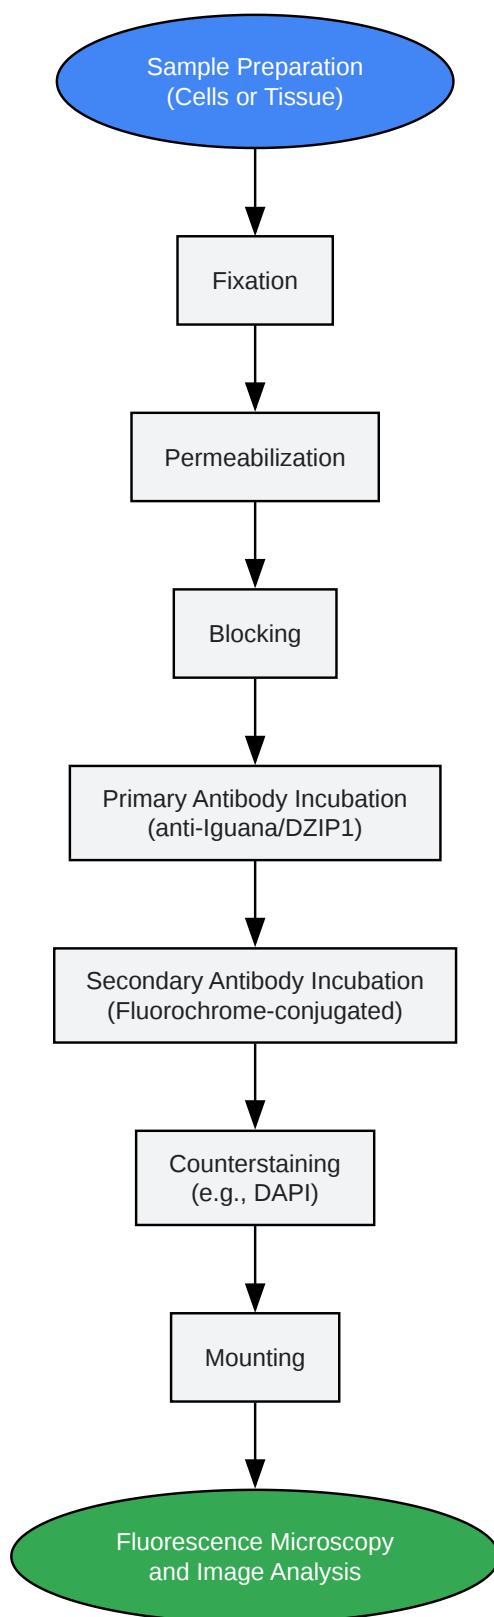 Sample Preparation
(Cells or Tissue)
Fixation
Permeabilization
Blocking
Primary Antibody Incubation
(anti-Iguana/DZIP1)
Secondary Antibody Incubation
(Fluorochrome-conjugated)
Counterstaining
(e.g., DAPI)
Mounting
Fluorescence Microscopy
and Image Analysis